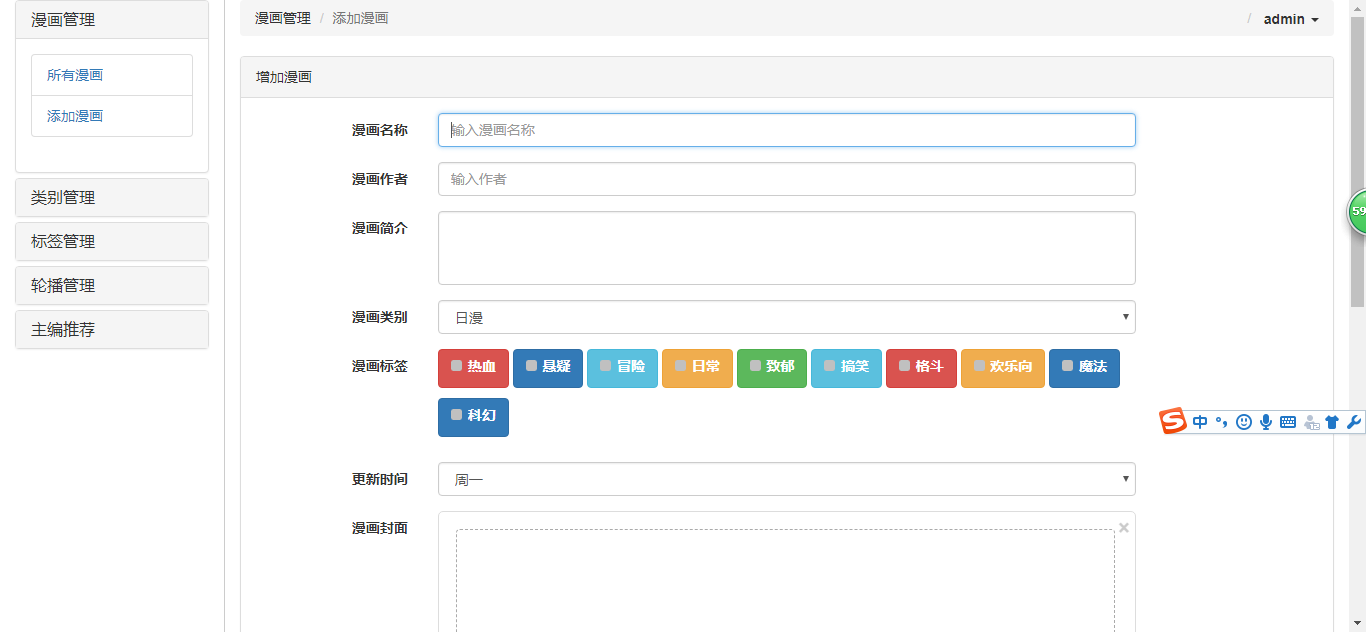 漫画管理
所有漫画
添加漫画
类别管理
标签管理
轮播管理
主编推荐
漫画管理 / 添加漫画 / admin
增加漫画
漫画名称 输入漫画名称
漫画作者 输入作者
漫画简介
漫画类别 日漫
漫画标签 热血 悬疑 冒险 日常 致郁 搞笑 格斗 欢乐向 魔法
科幻
更新时间 周一
漫画封面 ×
59
S 中 °,